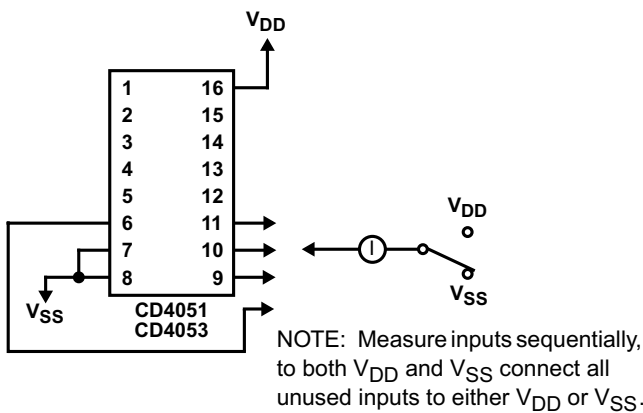 VDD
1 16
2 15
3 14
4 13
5 12
6 11
7 10
8 9
VSS
CD4051
CD4053
I
VDD
VSS
NOTE: Measure inputs sequentially,
to both VDD and VSS connect all
unused inputs to either VDD or VSS.